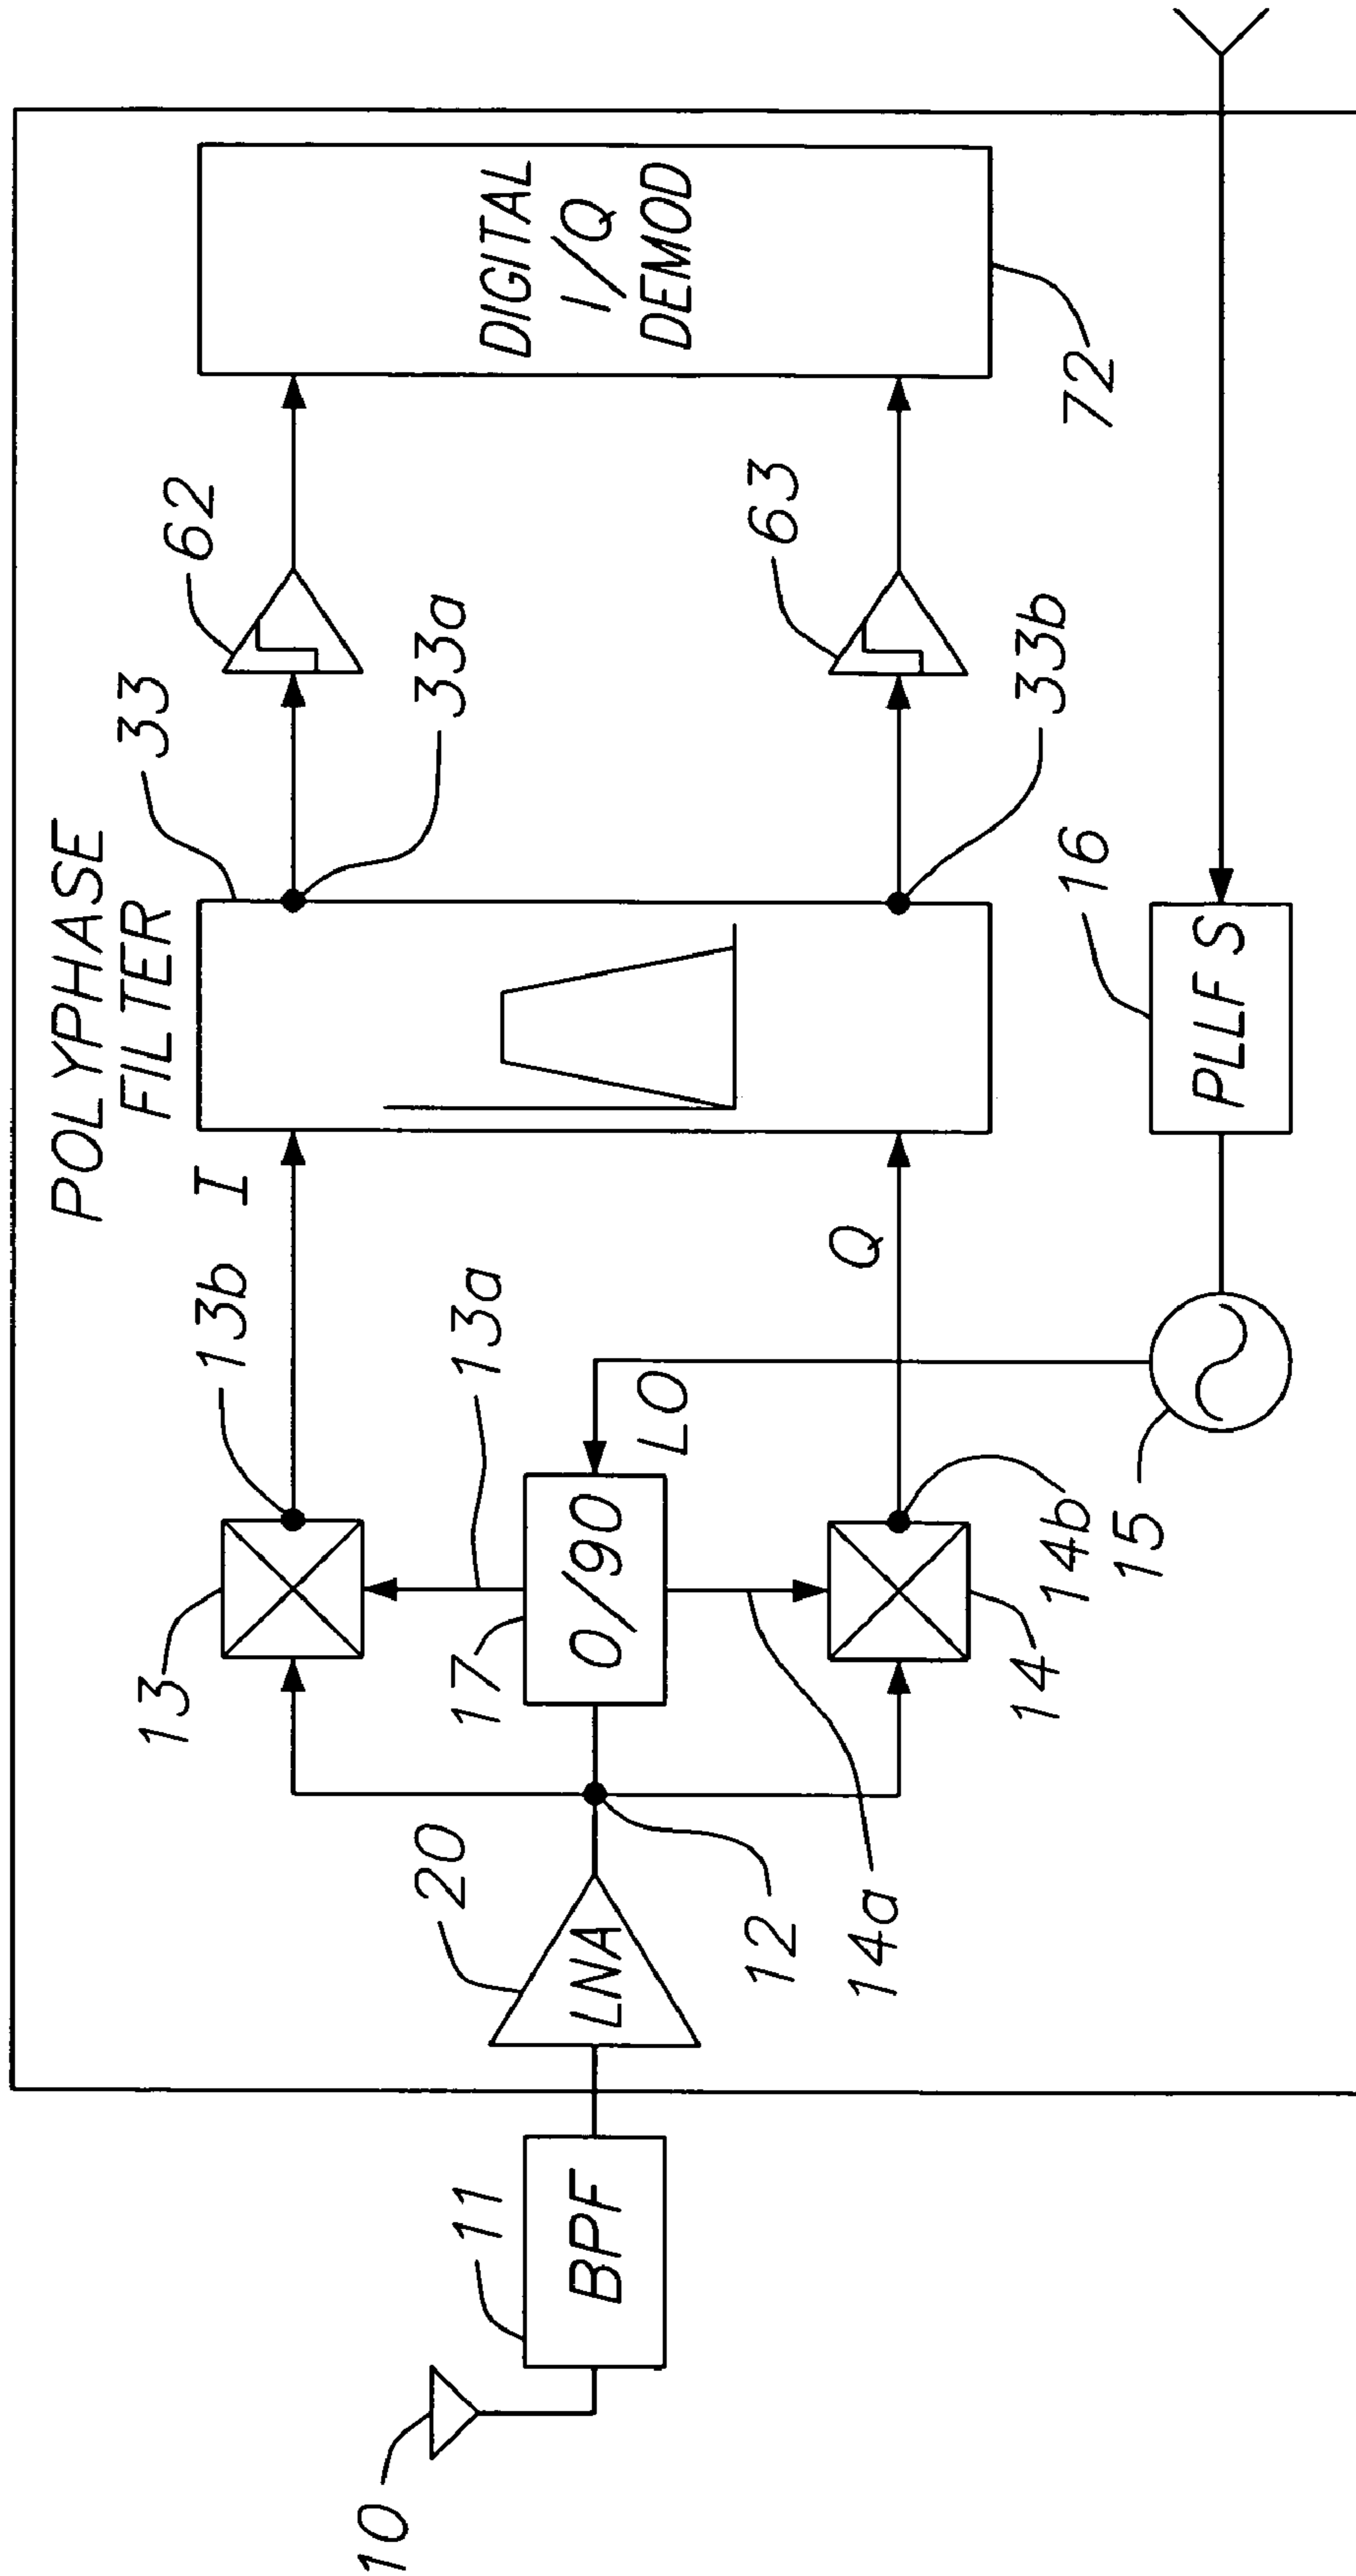 POLYPHASE
FILTER
33
62
13b
I
13
33a
13a
DIGITAL
I/Q
DEMOD
20
17
0/90
LO
63
11
BPF
LNA
12
14a
Q
33b
10
14
14b
15
16
72
PLLF S